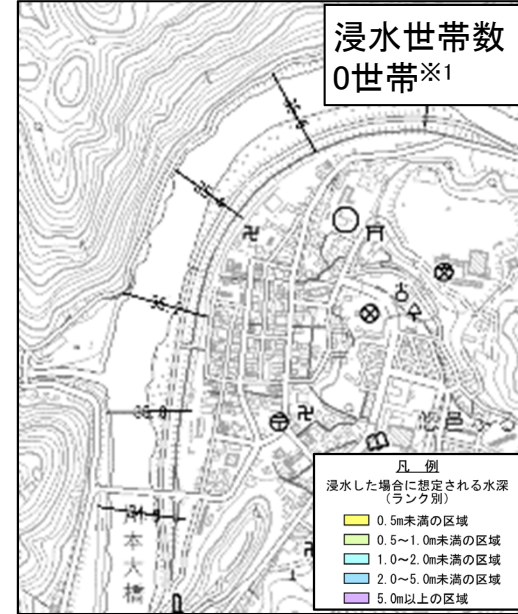 浸水世帯数
0世帯※1
本大橋
凡 例
浸水した場合に想定される水深
(ランク別)
0.5m未満の区域
0.5~1.0m未満の区域
1.0~2.0m未満の区域
2.0~5.0m未満の区域
5.0m以上の区域